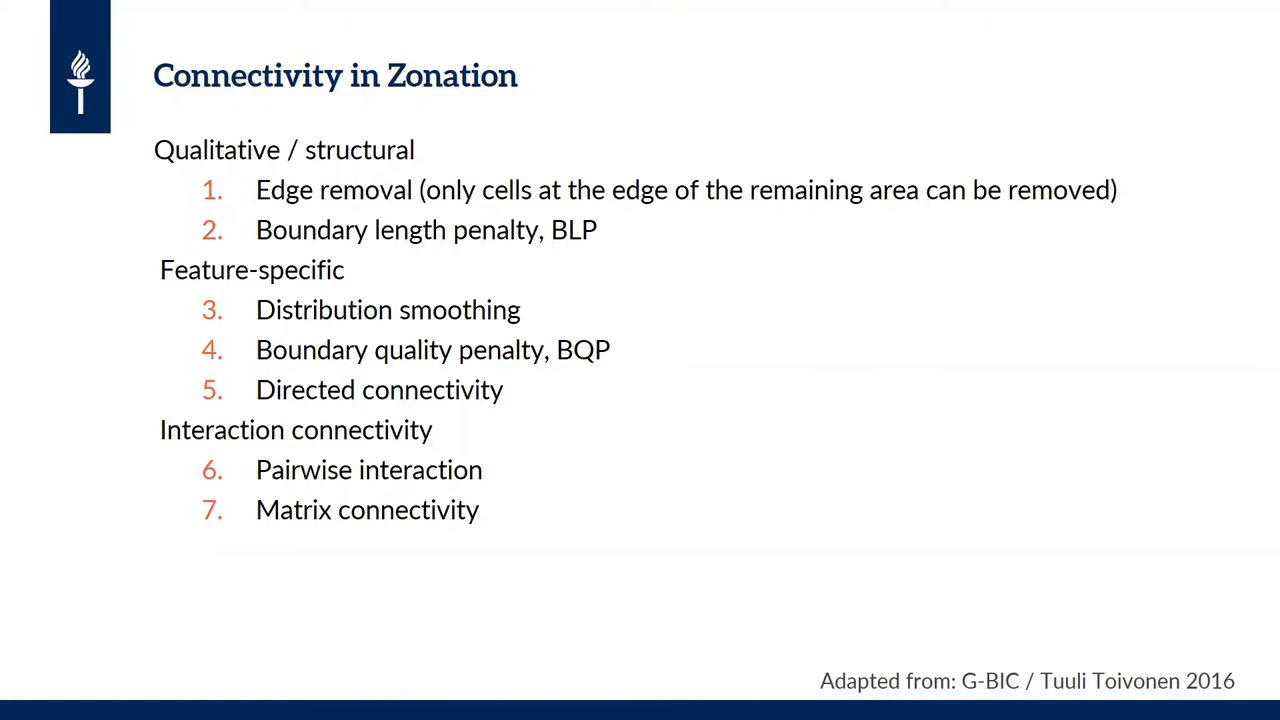 Connectivity in Zonation
Qualitative / structural
1. Edge removal (only cells at the edge of the remaining area can be removed)
2. Boundary length penalty, BLP
Feature-specific
3. Distribution smoothing
4. Boundary quality penalty, BQP
5. Directed connectivity
Interaction connectivity
6. Pairwise interaction
7. Matrix connectivity
Adapted from: G-BIC / Tuuli Toivonen 2016